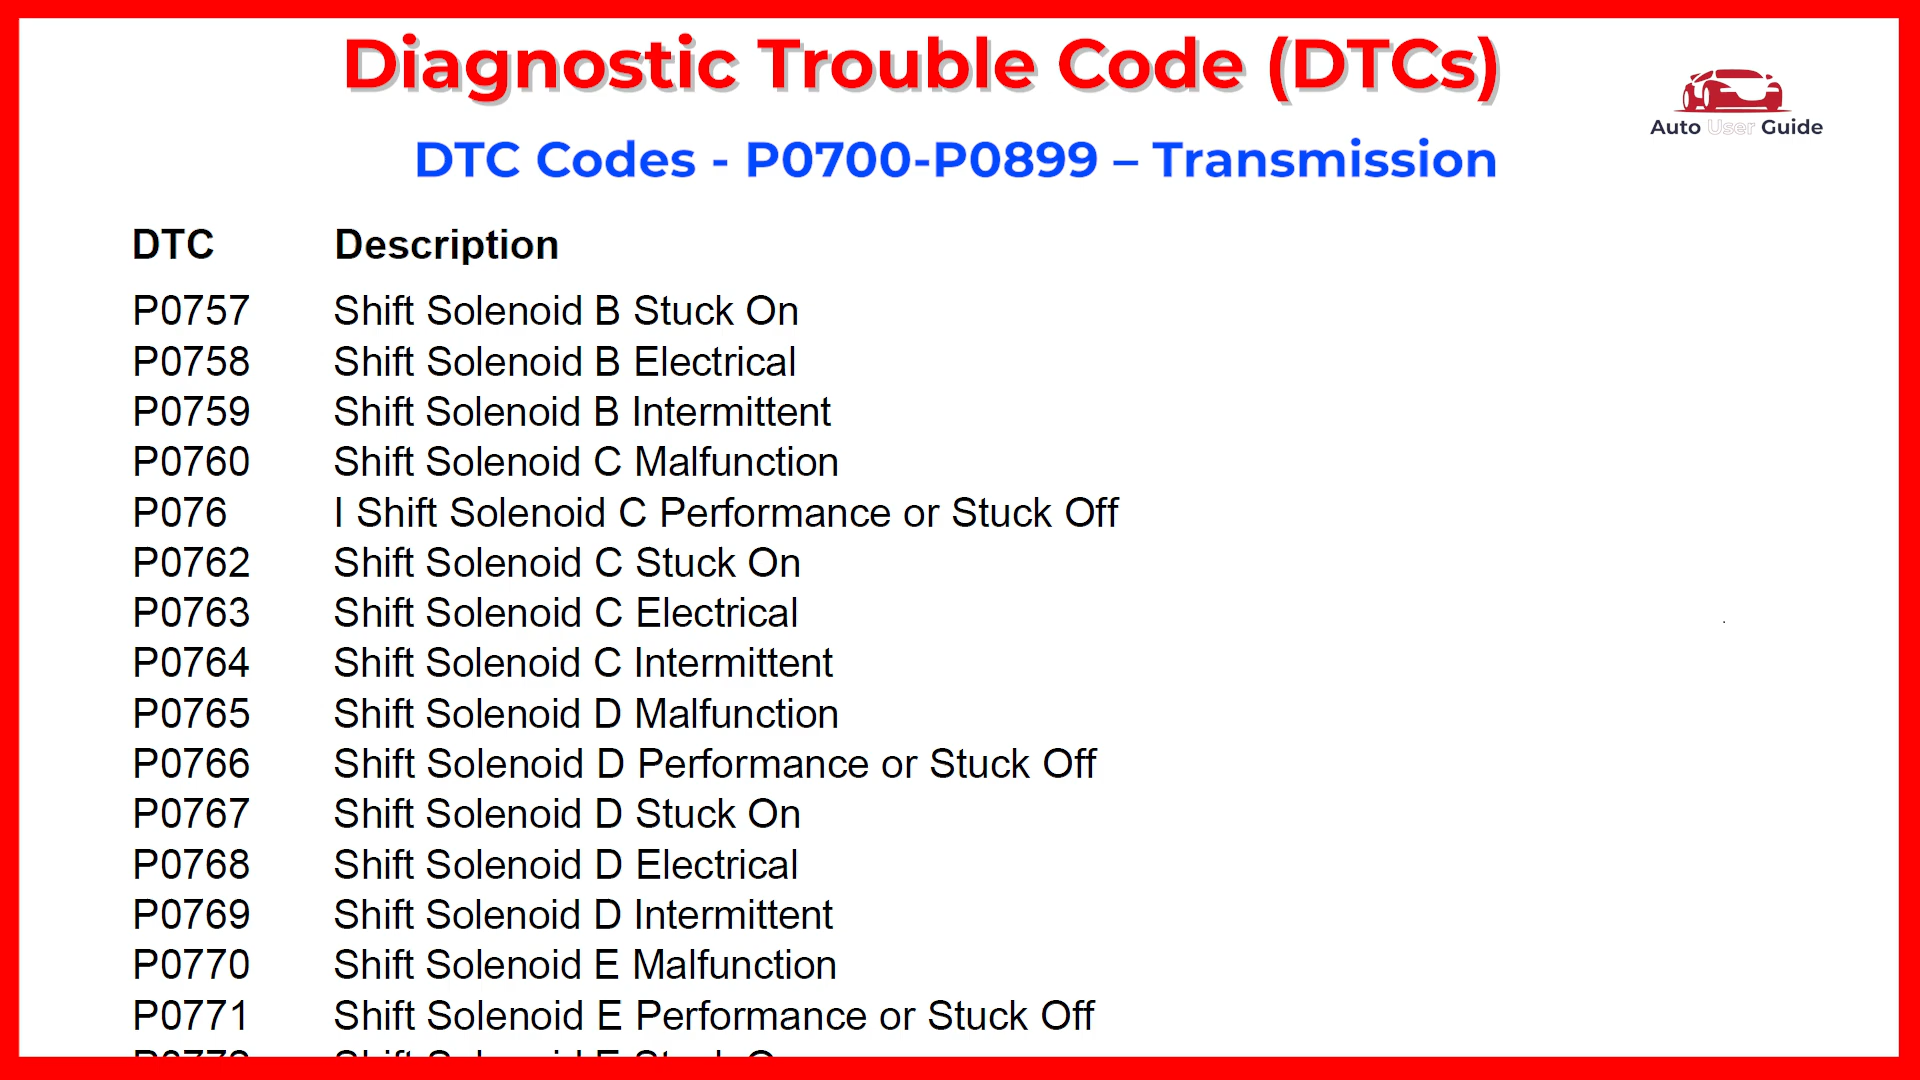 Diagnostic Trouble Code (DTCs)
Auto User Guide
DTC Codes - P0700-P0899 – Transmission
DTC Description
P0757 Shift Solenoid B Stuck On
P0758 Shift Solenoid B Electrical
P0759 Shift Solenoid B Intermittent
P0760 Shift Solenoid C Malfunction
P076 I Shift Solenoid C Performance or Stuck Off
P0762 Shift Solenoid C Stuck On
P0763 Shift Solenoid C Electrical
P0764 Shift Solenoid C Intermittent
P0765 Shift Solenoid D Malfunction
P0766 Shift Solenoid D Performance or Stuck Off
P0767 Shift Solenoid D Stuck On
P0768 Shift Solenoid D Electrical
P0769 Shift Solenoid D Intermittent
P0770 Shift Solenoid E Malfunction
P0771 Shift Solenoid E Performance or Stuck Off